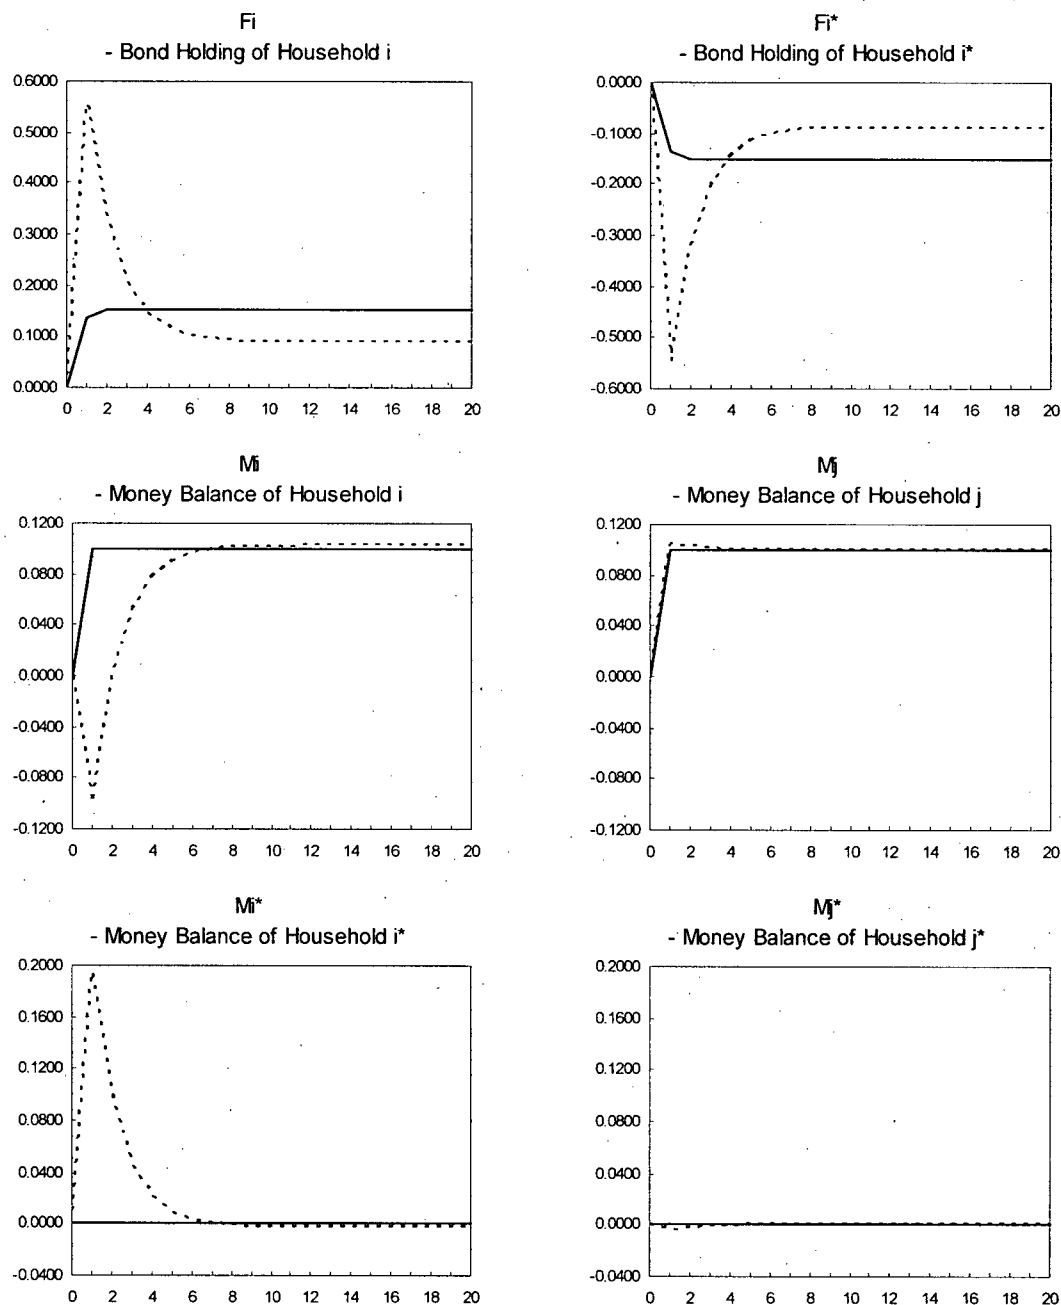 Fi
- Bond Holding of Household i
0.6000
0.5000
0.4000
0.3000
0.2000
0.1000
0.0000
0 2 4 6 8 10 12 14 16 18 20
Fi*
- Bond Holding of Household i*
0.0000
-0.1000
-0.2000
-0.3000
-0.4000
-0.5000
-0.6000
0 2 4 6 8 10 12 14 16 18 20
Mi
- Money Balance of Household i
0.1200
0.0800
0.0400
0.0000
-0.0400
-0.0800
-0.1200
0 2 4 6 8 10 12 14 16 18 20
Mj
- Money Balance of Household j
0.1200
0.0800
0.0400
0.0000
-0.0400
-0.0800
-0.1200
0 2 4 6 8 10 12 14 16 18 20
Mi*
- Money Balance of Household i*
0.2000
0.1600
0.1200
0.0800
0.0400
0.0000
-0.0400
0 2 4 6 8 10 12 14 16 18 20
Mj*
- Money Balance of Household j*
0.2000
0.1600
0.1200
0.0800
0.0400
0.0000
-0.0400
0 2 4 6 8 10 12 14 16 18 20